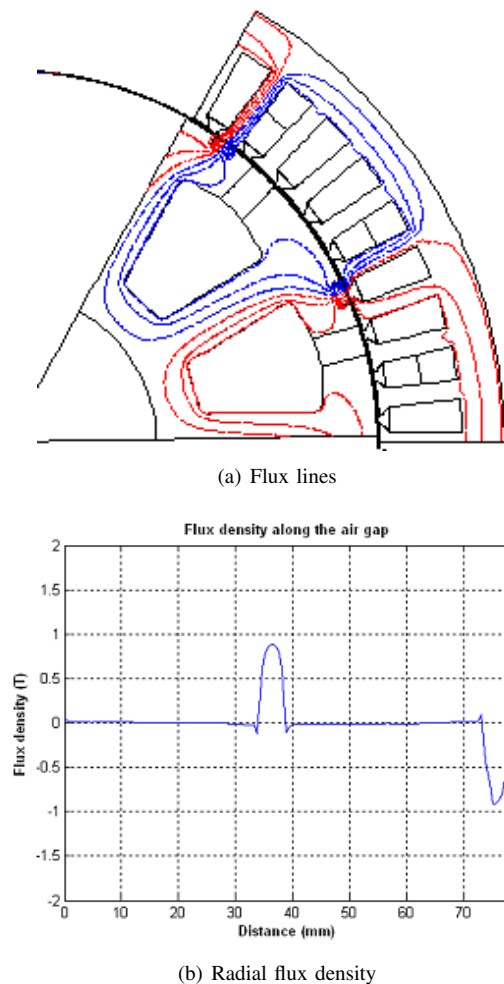 (a) Flux lines
Flux density along the air gap
2
1.5
1
0.5
0
-0.5
-1
-1.5
-2
Flux density (T)
0 10 20 30 40 50 60 70
Distance (mm)
(b) Radial flux density